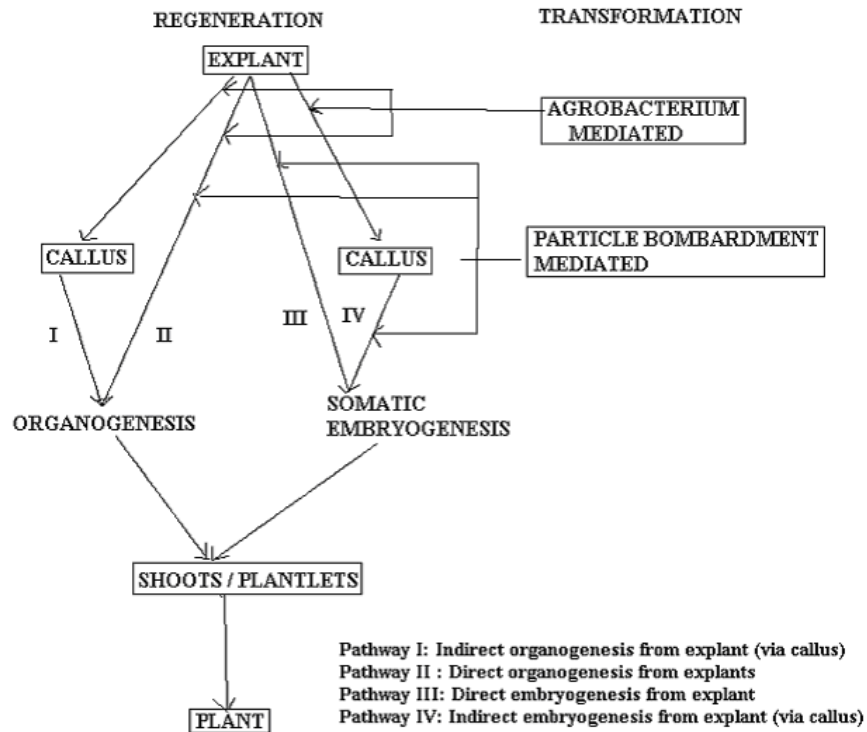 REGENERATION
TRANSFORMATION
EXPLANT
AGROBACTERIUM
MEDIATED
CALLUS
CALLUS
PARTICLE BOMBARDMENT
MEDIATED
I
II
III
IV
ORGANOGENESIS
SOMATIC
EMBRYOGENESIS
SHOOTS / PLANTLETS
Pathway I: Indirect organogenesis from explant (via callus)
Pathway II : Direct organogenesis from explants
Pathway III: Direct embryogenesis from explant
Pathway IV: Indirect embryogenesis from explant (via callus)
PLANT